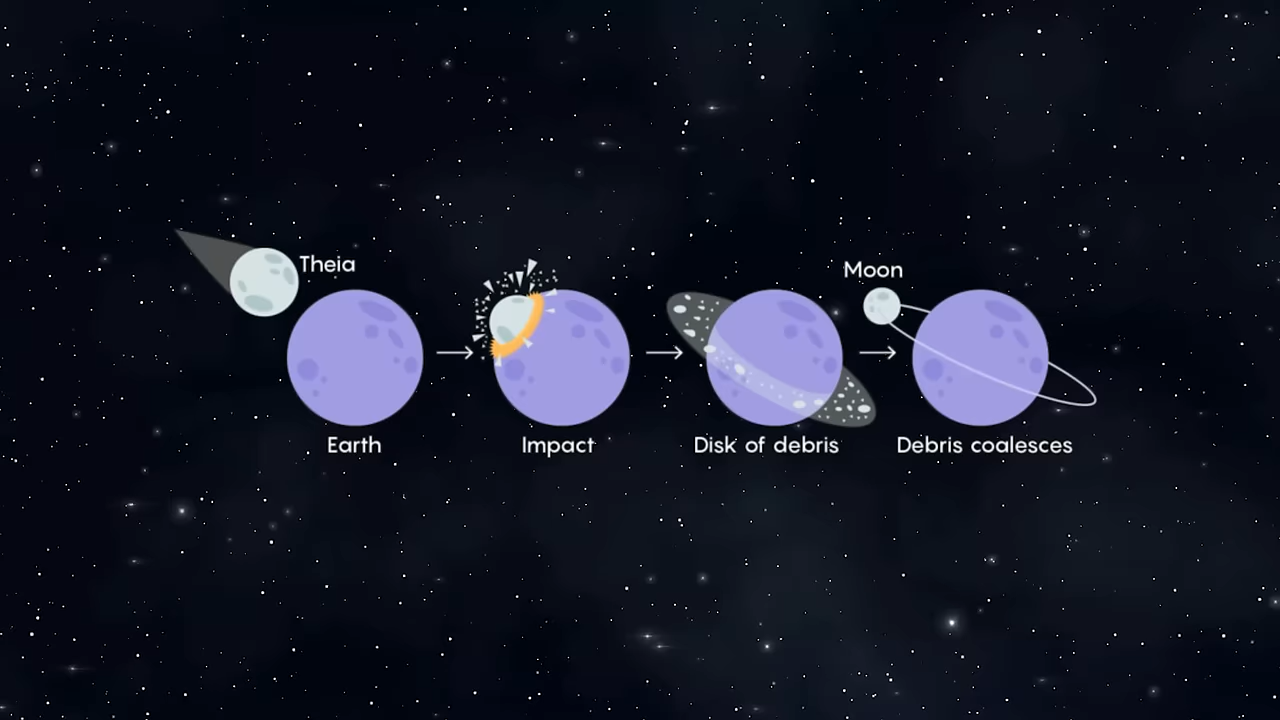 Theia
Moon
Earth
Impact
Disk of debris
Debris coalesces